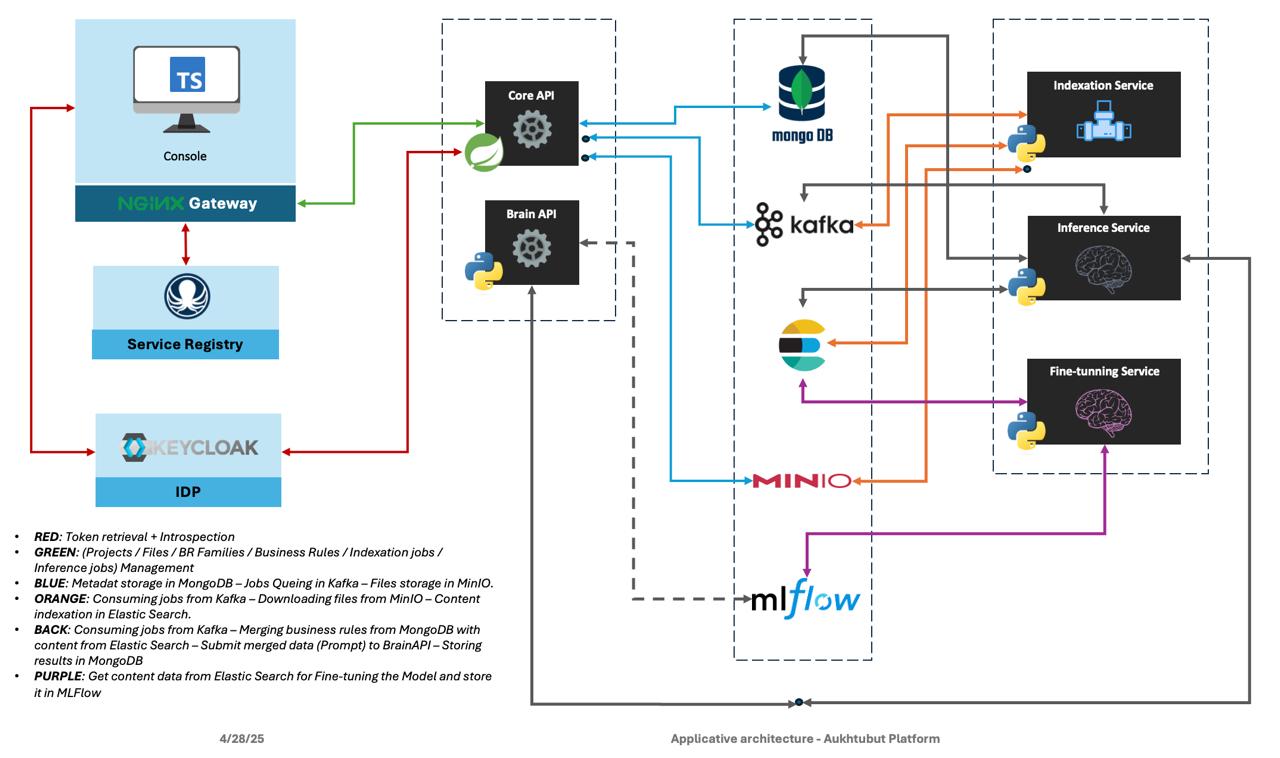 TS
Console
NGINX Gateway
Service Registry
KEYCLOAK
IDP
Core API
Brain API
mongo DB
kafka
MINIO
mlflow
Indexation Service
Inference Service
Fine-tunning Service
• RED: Token retrieval + Introspection
• GREEN: (Projects / Files / BR Families / Business Rules / Indexation jobs /
Inference jobs) Management
• BLUE: Metadat storage in MongoDB – Jobs Queing in Kafka – Files storage in MinIO.
• ORANGE: Consuming jobs from Kafka – Downloading files from MinIO – Content
indexation in Elastic Search.
• BACK: Consuming jobs from Kafka – Merging business rules from MongoDB with
content from Elastic Search – Submit merged data (Prompt) to BrainAPI – Storing
results in MongoDB
• PURPLE: Get content data from Elastic Search for Fine-tuning the Model and store
it in MLFlow
4/28/25
Applicative architecture - Aukhtubut Platform